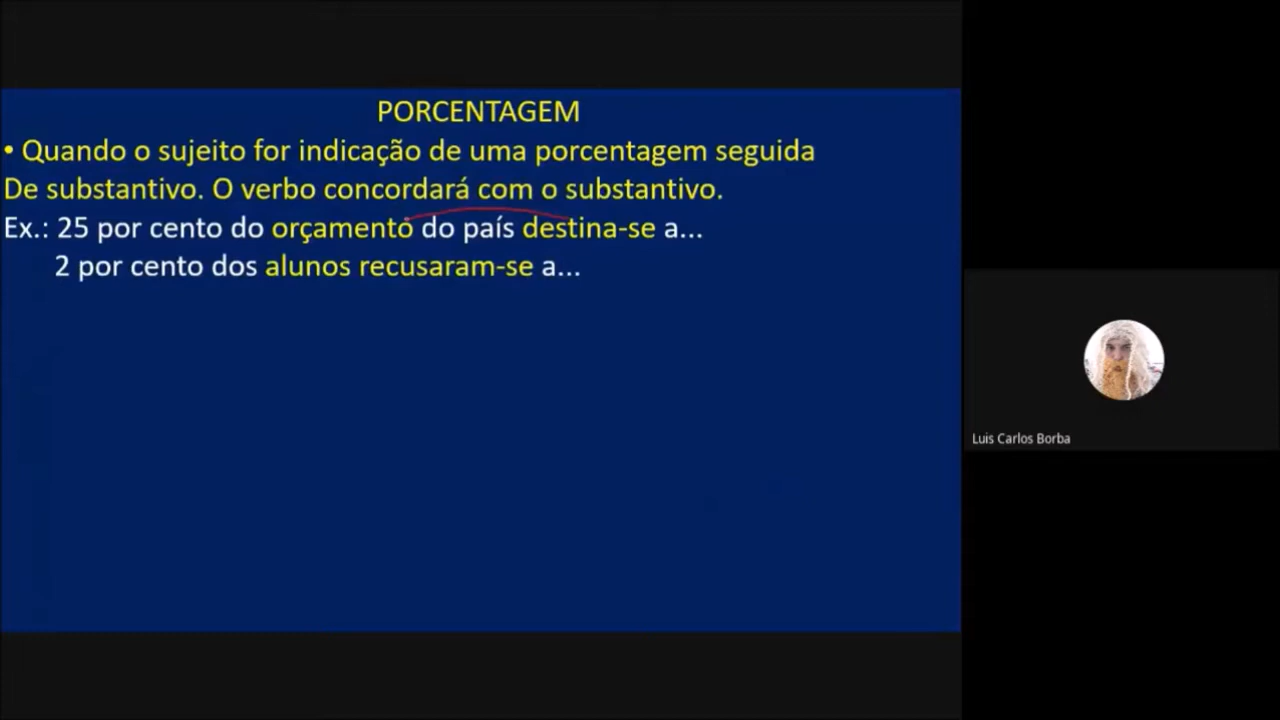 PORCENTAGEM
• Quando o sujeito for indicação de uma porcentagem seguida
De substantivo. O verbo concordará com o substantivo.
Ex.: 25 por cento do orçamento do país destina-se a...
2 por cento dos alunos recusaram-se a...
Luis Carlos Borba